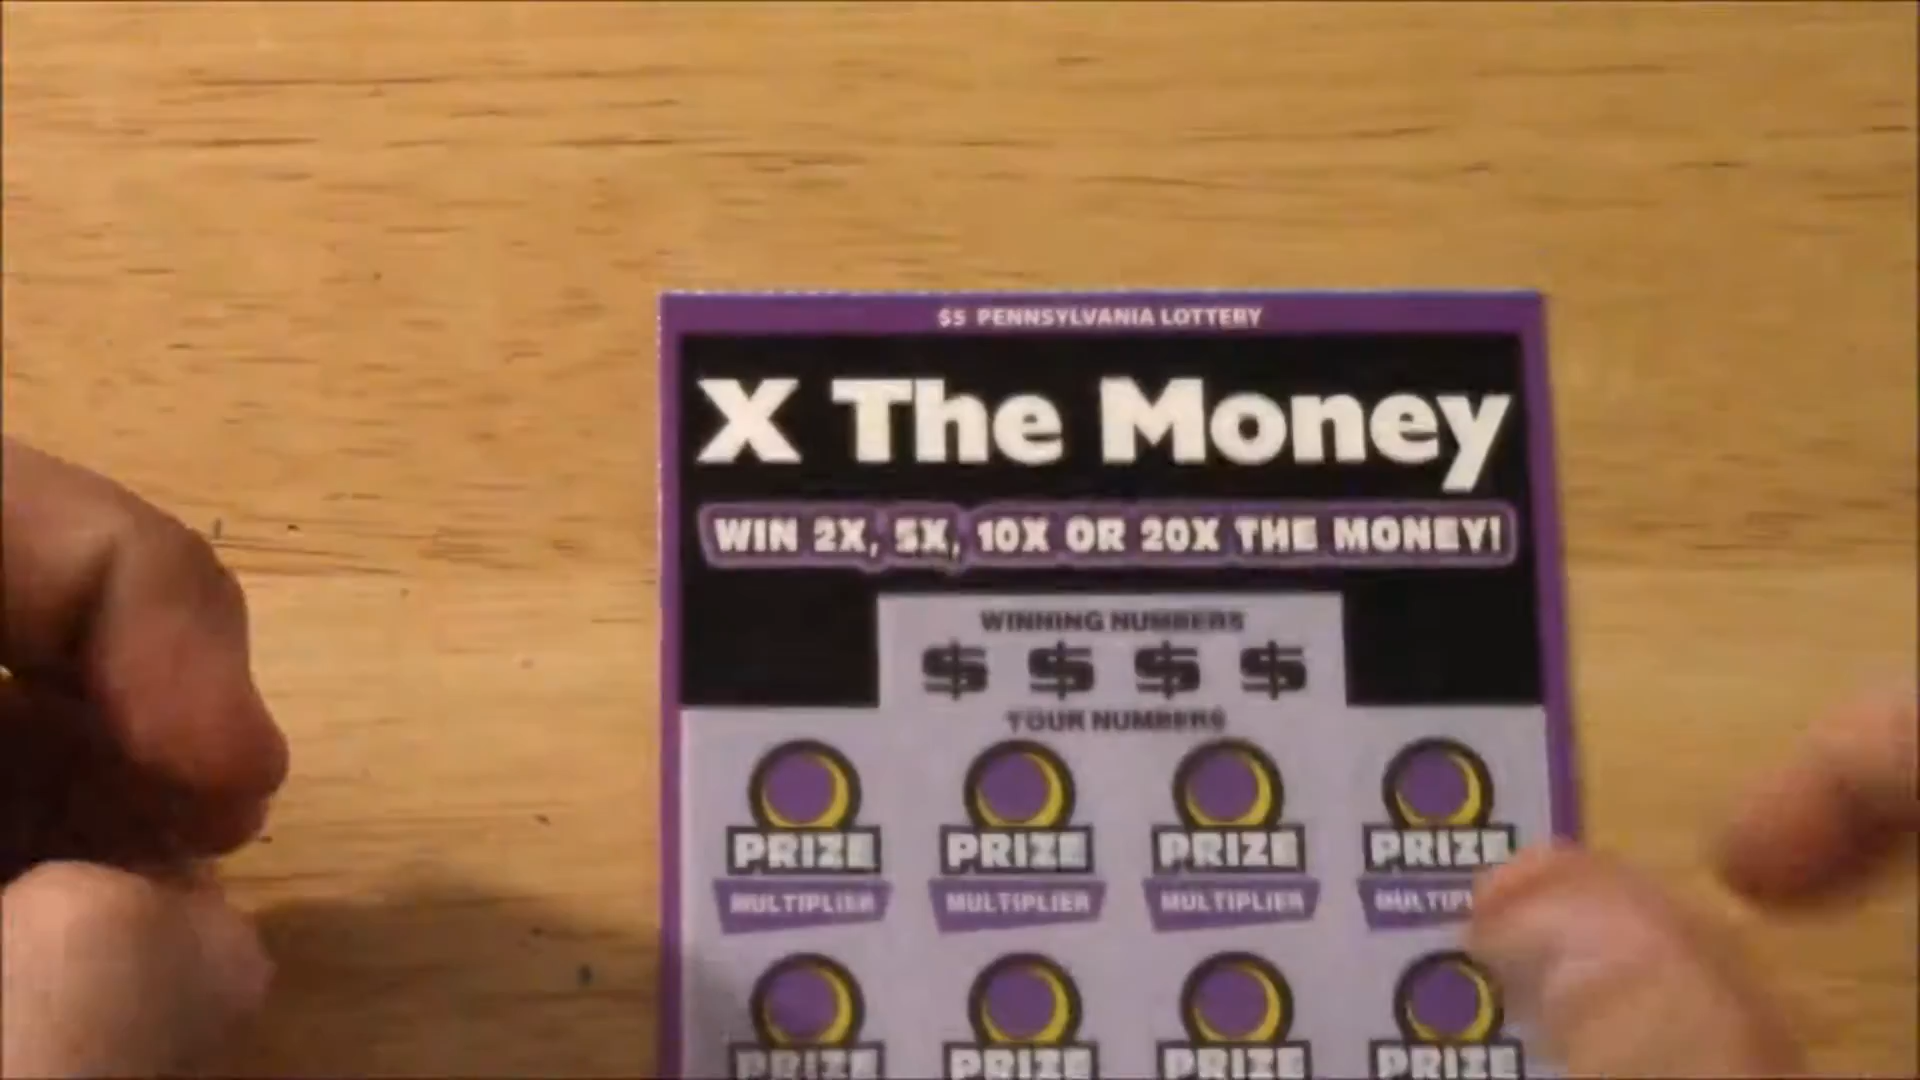 $5 PENNSYLVANIA LOTTERY
X The Money
WIN 2X, 5X, 10X OR 20X THE MONEY!
WINNING NUMBERS
$ $ $ $
YOUR NUMBERS
PRIZE PRIZE PRIZE PRIZE
MULTIPLIER MULTIPLIER MULTIPLIER MULTIP
PRIZE PRIZE PRIZE PRIZE